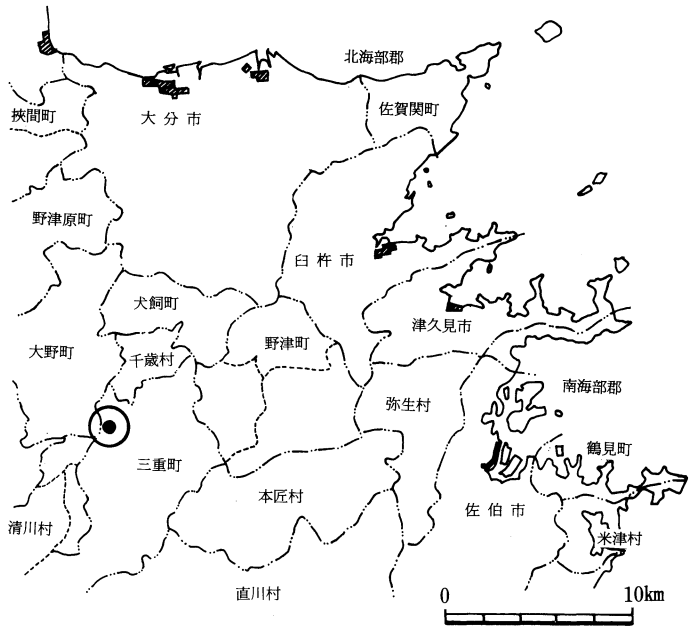 北海部郡
挾間町
大分市
佐賀関町
野津原町
臼杵市
犬飼町
津久見市
大野町
千歳村
野津町
南海部郡
弥生村
鶴見町
三重町
本匠村
佐伯市
清川村
米津村
直川村
0 10km